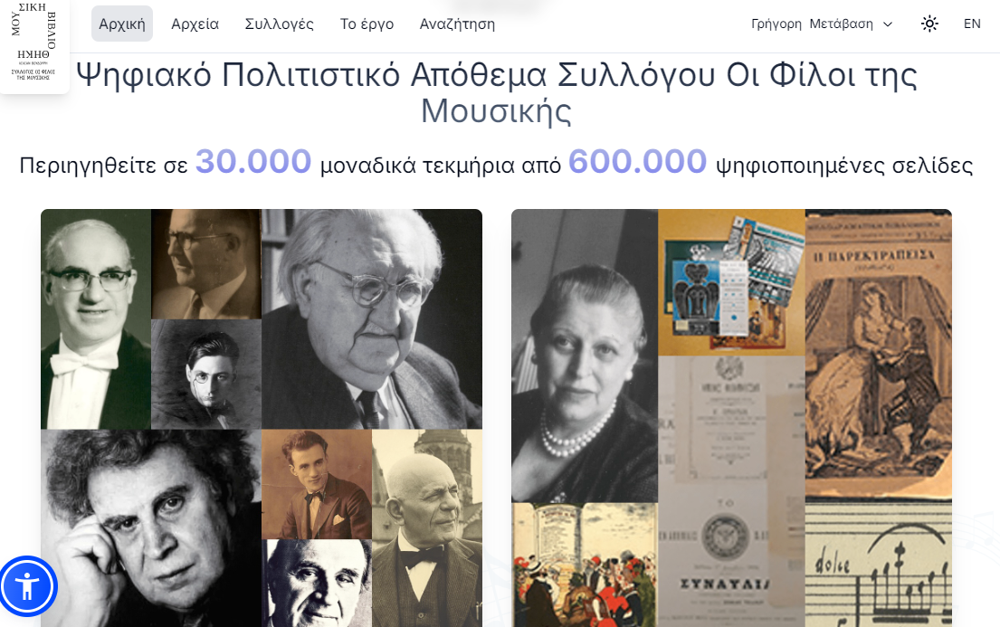 ΜΟΥ
ΣΙΚΗ
ΒΙΒΛΙΟ
ΘΗΚΗ
ΣΥΛΛΟΓΟΣ ΟΙ ΦΙΛΟΙ
ΤΗΣ ΜΟΥΣΙΚΗΣ
Αρχική Αρχεία Συλλογές Το έργο Αναζήτηση Γρήγορη Μετάβαση EN
Ψηφιακό Πολιτιστικό Απόθεμα Συλλόγου Οι Φίλοι της
Μουσικής
Περιηγηθείτε σε 30.000 μοναδικά τεκμήρια από 600.000 ψηφιοποιημένες σελίδες
Η ΠΑΡΕΚΤΡΑΠΕΙΣΑ
ΤΟ
ΣΥΝΑΥΛΙΑ
dolce